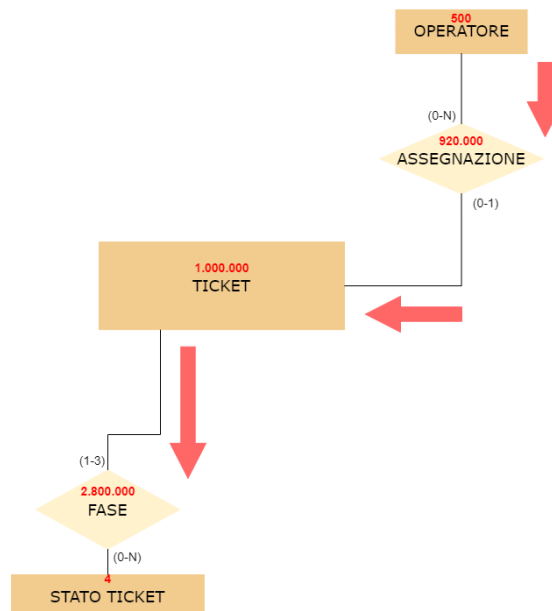 500
OPERATORE
(0-N)
920.000
ASSEGNAZIONE
(0-1)
1.000.000
TICKET
(1-3)
2.800.000
FASE
(0-N)
4
STATO TICKET